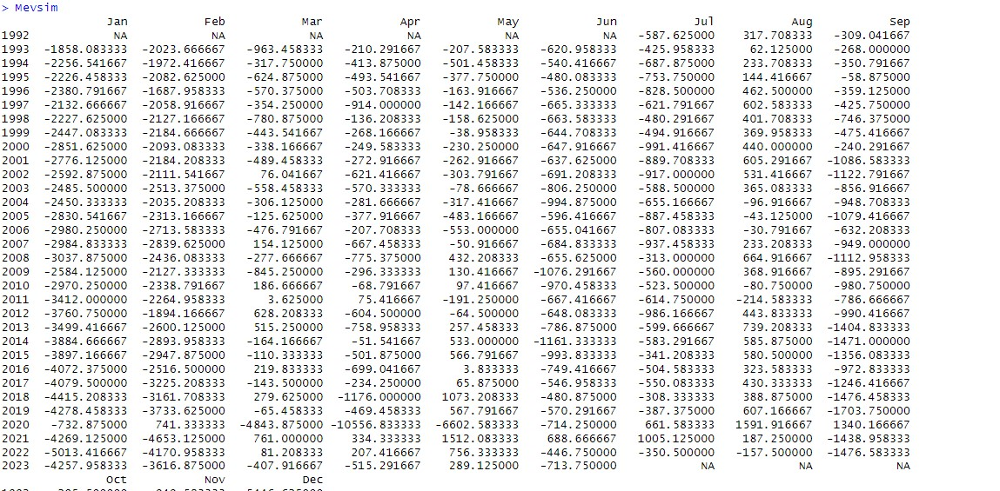 > Mevsim
Jan Feb Mar Apr May Jun Jul Aug Sep
1992 NA NA NA NA NA NA -587.625000 317.708333 -309.041667
1993 -1858.083333 -2023.666667 -963.458333 -210.291667 -207.583333 -620.958333 -425.958333 62.125000 -268.000000
1994 -2256.541667 -1972.416667 -317.750000 -413.875000 -501.458333 -540.416667 -687.875000 233.708333 -350.791667
1995 -2226.458333 -2082.625000 -624.875000 -493.541667 -377.750000 -480.083333 -753.750000 144.416667 -58.875000
1996 -2380.791667 -1687.958333 -570.375000 -503.708333 -163.916667 -536.250000 -828.500000 462.500000 -359.125000
1997 -2132.666667 -2058.916667 -354.250000 -914.000000 -142.166667 -665.333333 -621.791667 602.583333 -425.750000
1998 -2227.625000 -2127.166667 -780.875000 -136.208333 -158.625000 -663.583333 -480.291667 401.708333 -746.375000
1999 -2447.083333 -2184.666667 -443.541667 -268.166667 -38.958333 -644.708333 -494.916667 369.958333 -475.416667
2000 -2851.625000 -2093.083333 -338.166667 -249.583333 -230.250000 -647.916667 -991.416667 440.000000 -240.291667
2001 -2776.125000 -2184.208333 -489.458333 -272.916667 -262.916667 -637.625000 -889.708333 605.291667 -1086.583333
2002 -2592.875000 -2111.541667 76.041667 -621.416667 -303.791667 -691.208333 -917.000000 531.416667 -1122.791667
2003 -2485.500000 -2513.375000 -558.458333 -570.333333 -78.666667 -806.250000 -588.500000 365.083333 -856.916667
2004 -2450.333333 -2035.208333 -306.125000 -281.666667 -317.416667 -994.875000 -655.166667 -96.916667 -948.708333
2005 -2830.541667 -2313.166667 -125.625000 -377.916667 -483.166667 -596.416667 -887.458333 -43.125000 -1079.416667
2006 -2980.250000 -2713.583333 -476.791667 -207.708333 -553.000000 -655.041667 -807.083333 -30.791667 -632.208333
2007 -2984.833333 -2839.625000 154.125000 -667.458333 -50.916667 -684.833333 -937.458333 233.208333 -949.000000
2008 -3037.875000 -2436.083333 -277.666667 -775.375000 432.208333 -655.625000 -313.000000 664.916667 -1112.958333
2009 -2584.125000 -2127.333333 -845.250000 -296.333333 130.416667 -1076.291667 -560.000000 368.916667 -895.291667
2010 -2970.250000 -2338.791667 186.666667 -68.791667 97.416667 -970.458333 -523.500000 -80.750000 -980.750000
2011 -3412.000000 -2264.958333 3.625000 75.416667 -191.250000 -667.416667 -614.750000 -214.583333 -786.666667
2012 -3760.750000 -1894.166667 628.208333 -604.500000 -64.500000 -648.083333 -986.166667 443.833333 -990.416667
2013 -3499.416667 -2600.125000 515.250000 -758.958333 257.458333 -786.875000 -599.666667 739.208333 -1404.833333
2014 -3884.666667 -2893.958333 -164.166667 -51.541667 533.000000 -1161.333333 -583.291667 585.875000 -1471.000000
2015 -3897.166667 -2947.875000 -110.333333 -501.875000 566.791667 -993.833333 -341.208333 580.500000 -1356.083333
2016 -4072.375000 -2516.500000 219.833333 -699.041667 3.833333 -749.416667 -504.583333 323.583333 -972.833333
2017 -4079.500000 -3225.208333 -143.500000 -234.250000 65.875000 -546.958333 -550.083333 430.333333 -1246.416667
2018 -4415.208333 -3161.708333 279.625000 -1176.000000 1073.208333 -480.875000 -308.333333 388.875000 -1476.458333
2019 -4278.458333 -3733.625000 -65.458333 -469.458333 567.791667 -570.291667 -387.375000 607.166667 -1703.750000
2020 -732.875000 741.333333 -4843.875000 -10556.833333 -6602.583333 -714.250000 661.583333 1591.916667 1340.166667
2021 -4269.125000 -4653.125000 761.000000 334.333333 1512.083333 688.666667 1005.125000 187.250000 -1438.958333
2022 -5013.416667 -4170.958333 81.208333 207.416667 756.333333 -446.750000 -350.500000 -157.500000 -1476.583333
2023 -4257.958333 -3616.875000 -407.916667 -515.291667 289.125000 -713.750000 NA NA NA
Oct Nov Dec